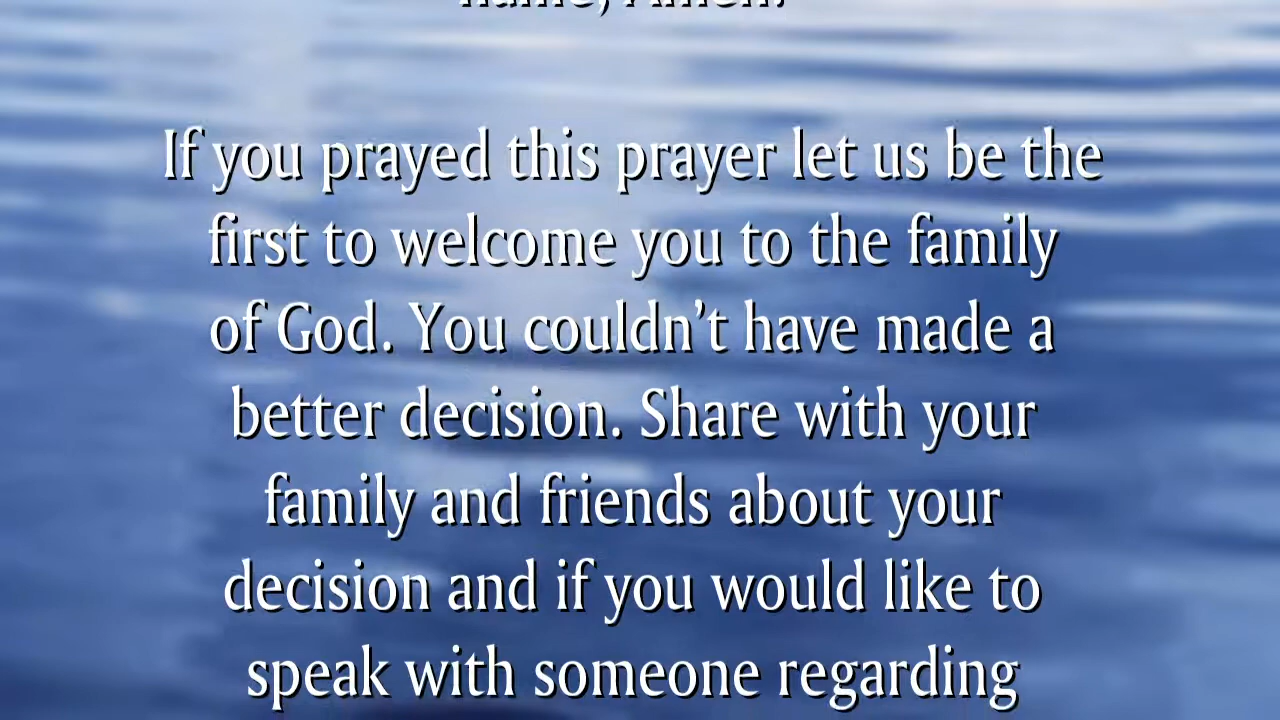 name, Amen.
If you prayed this prayer let us be the
first to welcome you to the family
of God. You couldn’t have made a
better decision. Share with your
family and friends about your
decision and if you would like to
speak with someone regarding